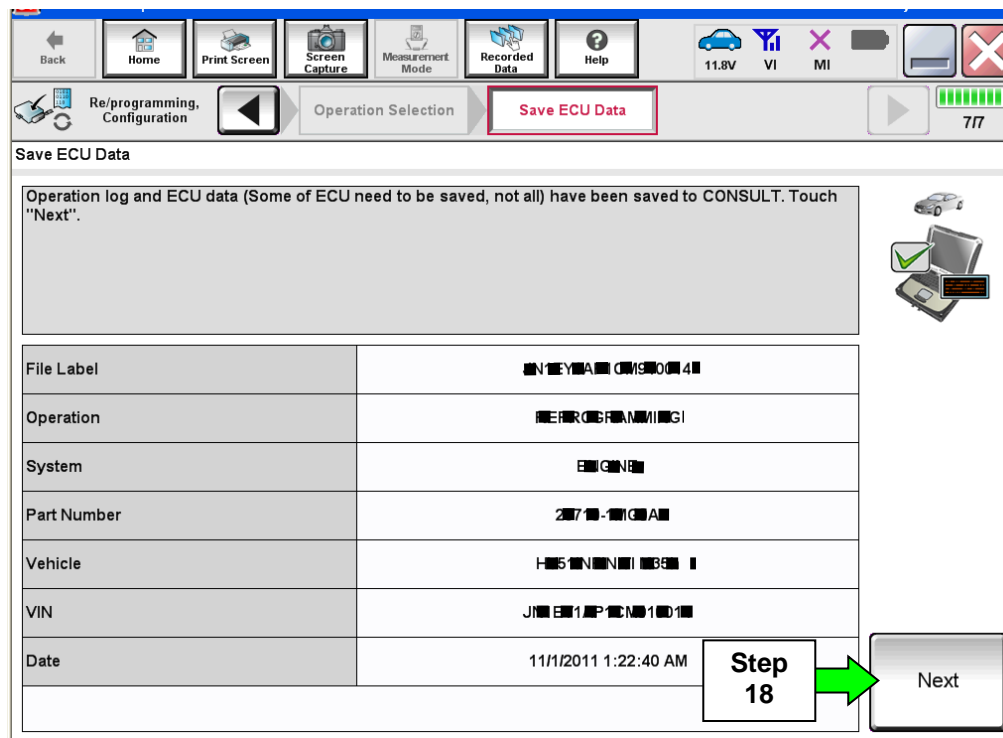 Back
Home
Print Screen
Screen
Capture
Measurement
Mode
Recorded
Data
Help
11.8V
VI
MI
Re/programming,
Configuration
Operation Selection
Save ECU Data
7/7
Save ECU Data
Operation log and ECU data (Some of ECU need to be saved, not all) have been saved to CONSULT. Touch
"Next".
File Label
Operation
System
Part Number
Vehicle
VIN
Date 11/1/2011 1:22:40 AM
Step
18
Next